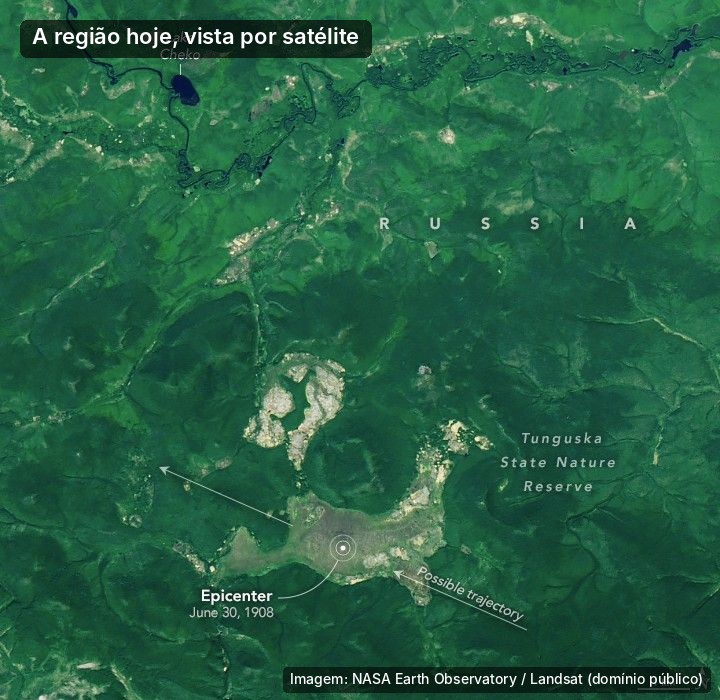 A região hoje, vista por satélite
Cheko
R U S S I A
Tunguska
State Nature
Reserve
Possible trajectory
Epicenter
June 30, 1908
Imagem: NASA Earth Observatory / Landsat (domínio público)